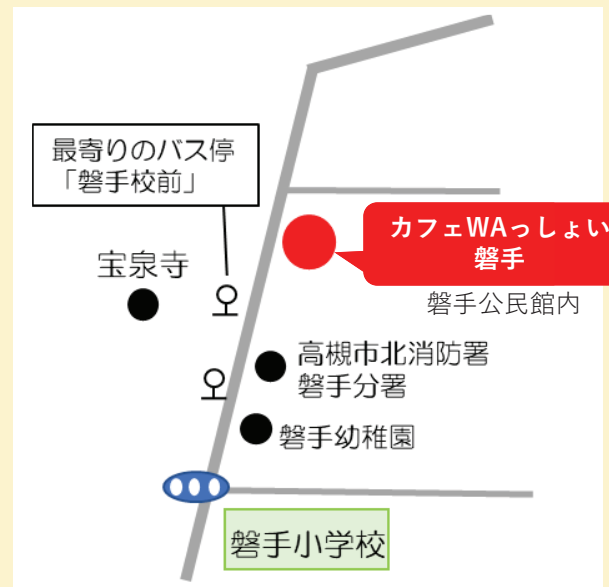 最寄りのバス停
「磐手校前」
カフェWAっしょい
磐手
宝泉寺
磐手公民館内
高槻市北消防署
磐手分署
磐手幼稚園
磐手小学校